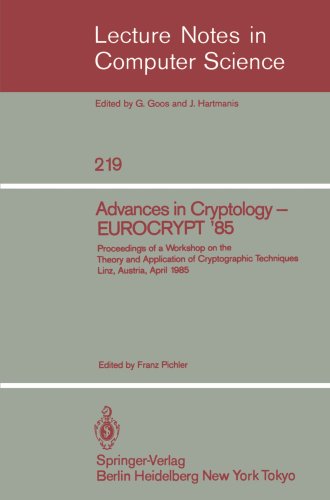 Lecture Notes in
Computer Science
Edited by G. Goos and J. Hartmanis
219
Advances in Cryptology –
EUROCRYPT '85
Proceedings of a Workshop on the
Theory and Application of Cryptographic Techniques
Linz, Austria, April 1985
Edited by Franz Pichler
Springer-Verlag
Berlin Heidelberg New York Tokyo